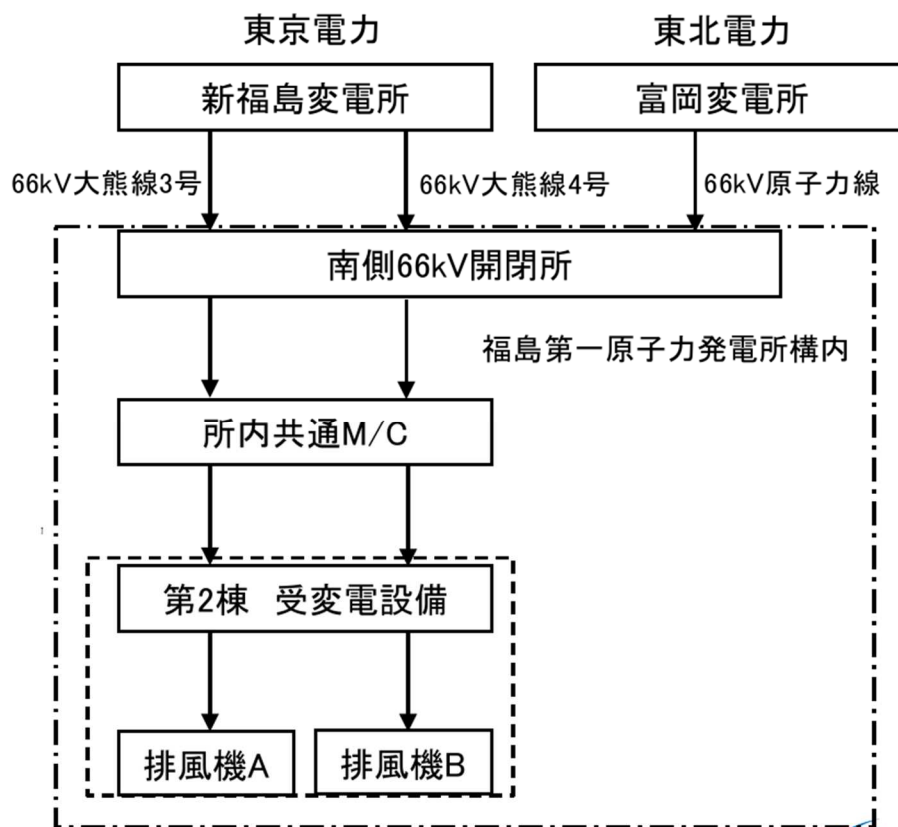 東京電力
東北電力
新福島変電所
富岡変電所
66kV大熊線3号
66kV大熊線4号
66kV原子力線
南側66kV開閉所
福島第一原子力発電所構内
所内共通M/C
第2棟　受変電設備
排風機A
排風機B